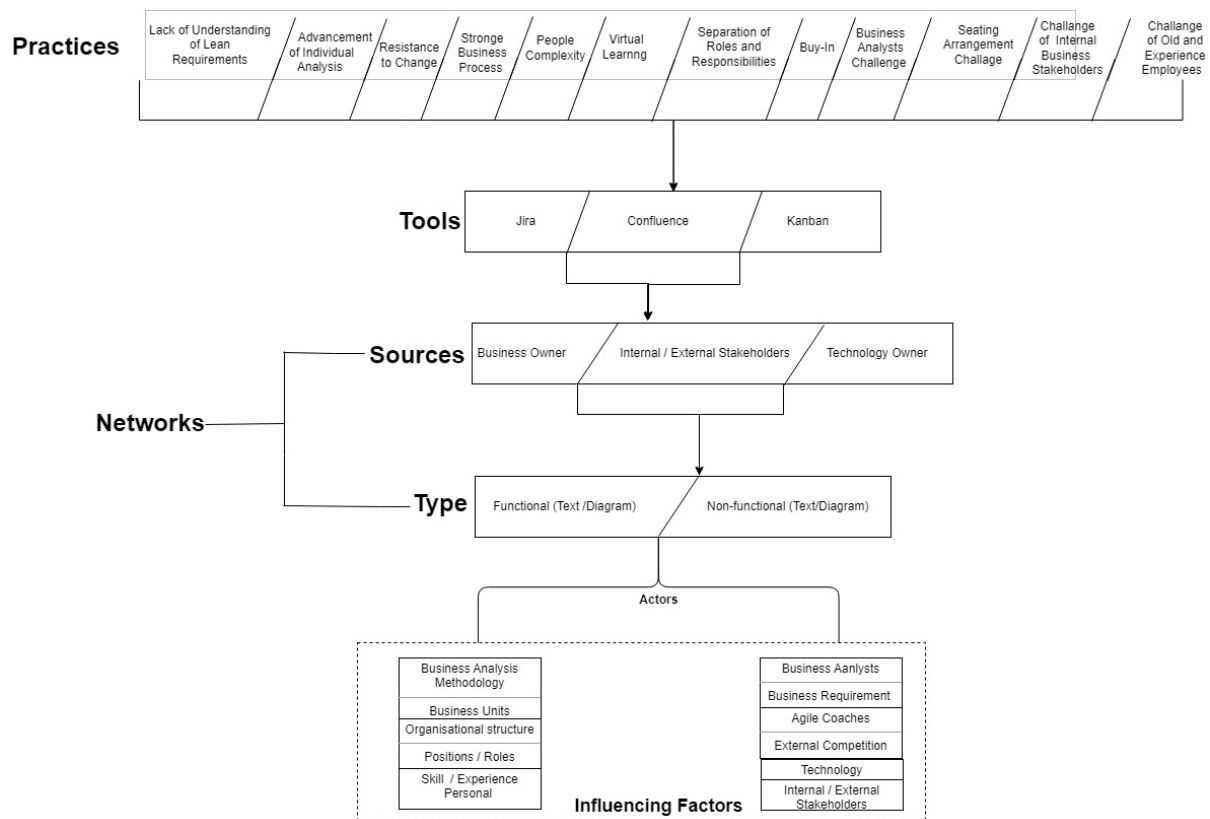 Practices
Lack of Understanding
of Lean
Requirements
Advancement
of Individual
Analysis
Resistance
to Change
Stronge
Business
Process
People
Complexity
Virtual
Learnng
Separation of
Roles and
Responsibilities
Buy-In
Business
Analysts
Challenge
Seating
Arrangement
Challage
Challange
of Internal
Business
Stakeholders
Challange
of Old and
Experience
Employees
Tools
Jira
Confluence
Kanban
Sources
Business Owner
Internal / External Stakeholders
Technology Owner
Networks
Type
Functional (Text /Diagram)
Non-functional (Text/Diagram)
Actors
Business Analysis
Methodology
Business Units
Organisational structure
Positions / Roles
Skill / Experience
Personal
Business Aanlysts
Business Requirement
Agile Coaches
External Competition
Technology
Internal / External
Stakeholders
Influencing Factors